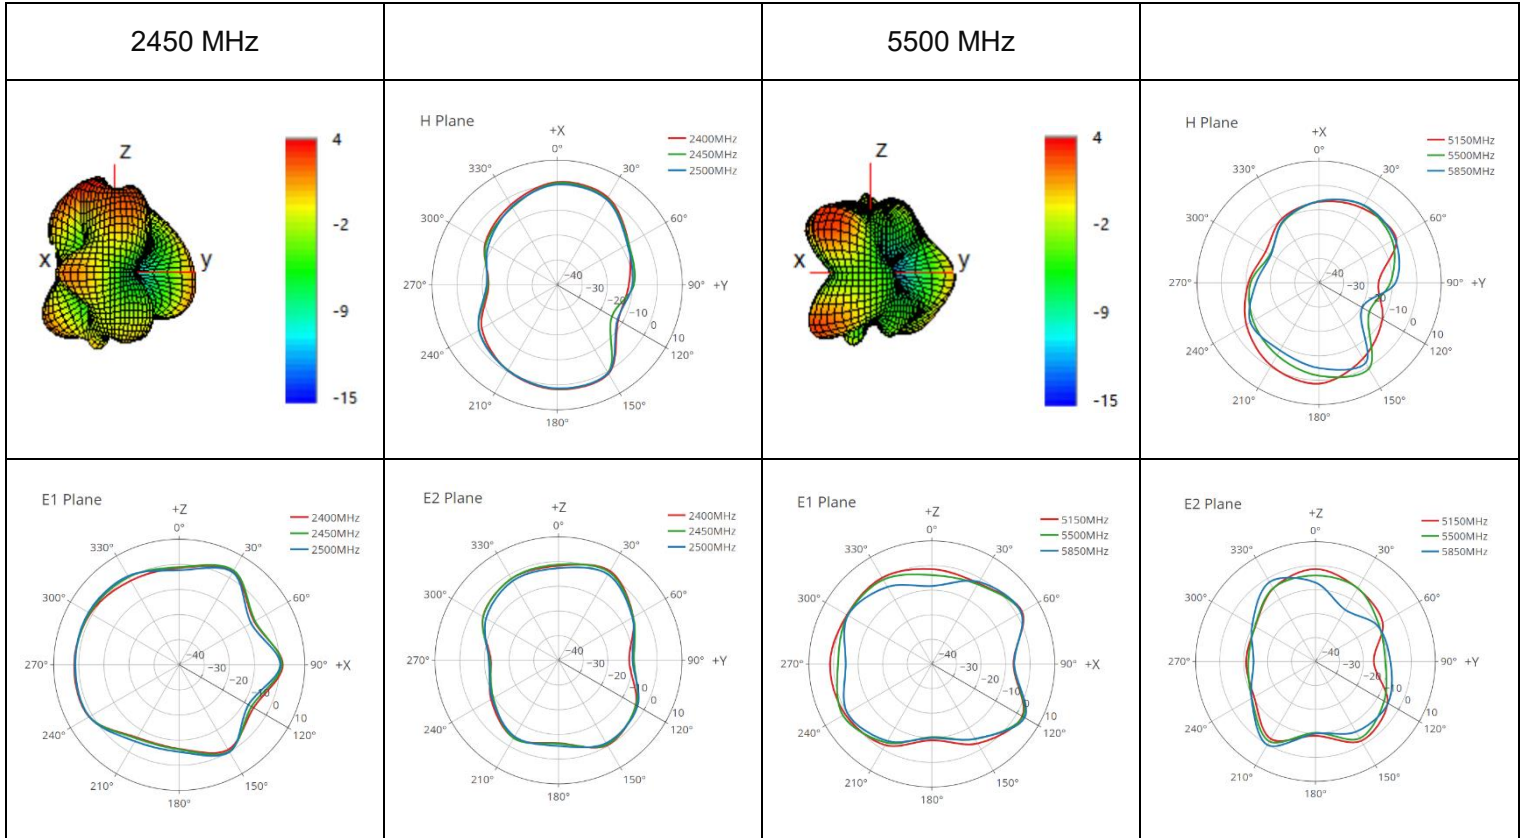 2450 MHz
5500 MHz
Z
X
y
4
-2
-9
-15
H Plane
+X
0°
30°
60°
90° +Y
120°
150°
180°
210°
240°
270°
300°
330°
−40
−30
−20
−10
0
10
2400MHz
2450MHz
2500MHz
Z
X
y
4
-2
-9
-15
H Plane
+X
0°
30°
60°
90° +Y
120°
150°
180°
210°
240°
270°
300°
330°
−40
−30
−10
0
10
5150MHz
5500MHz
5850MHz
E1 Plane
+Z
0°
30°
60°
90° +X
120°
150°
180°
210°
240°
270°
300°
330°
−40
−30
−20
−10
0
10
2400MHz
2450MHz
2500MHz
E2 Plane
+Z
0°
30°
60°
90° +Y
120°
150°
180°
210°
240°
270°
300°
330°
−40
−30
−20
−10
0
10
2400MHz
2450MHz
2500MHz
E1 Plane
+Z
0°
30°
60°
90° +X
120°
150°
180°
210°
240°
270°
300°
330°
−40
−30
−20
−10
0
10
5150MHz
5500MHz
5850MHz
E2 Plane
+Z
0°
30°
60°
90° +Y
120°
150°
180°
210°
240°
270°
300°
330°
−40
−30
−20
−10
0
10
5150MHz
5500MHz
5850MHz